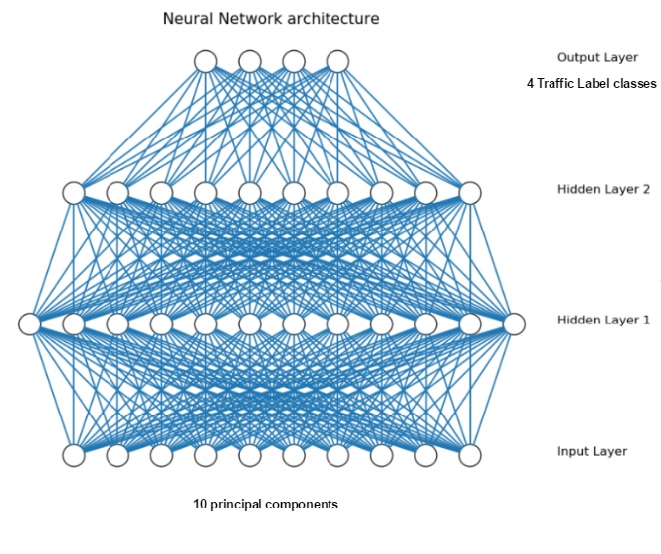 Neural Network architecture
Output Layer
4 Traffic Label classes
Hidden Layer 2
Hidden Layer 1
Input Layer
10 principal components